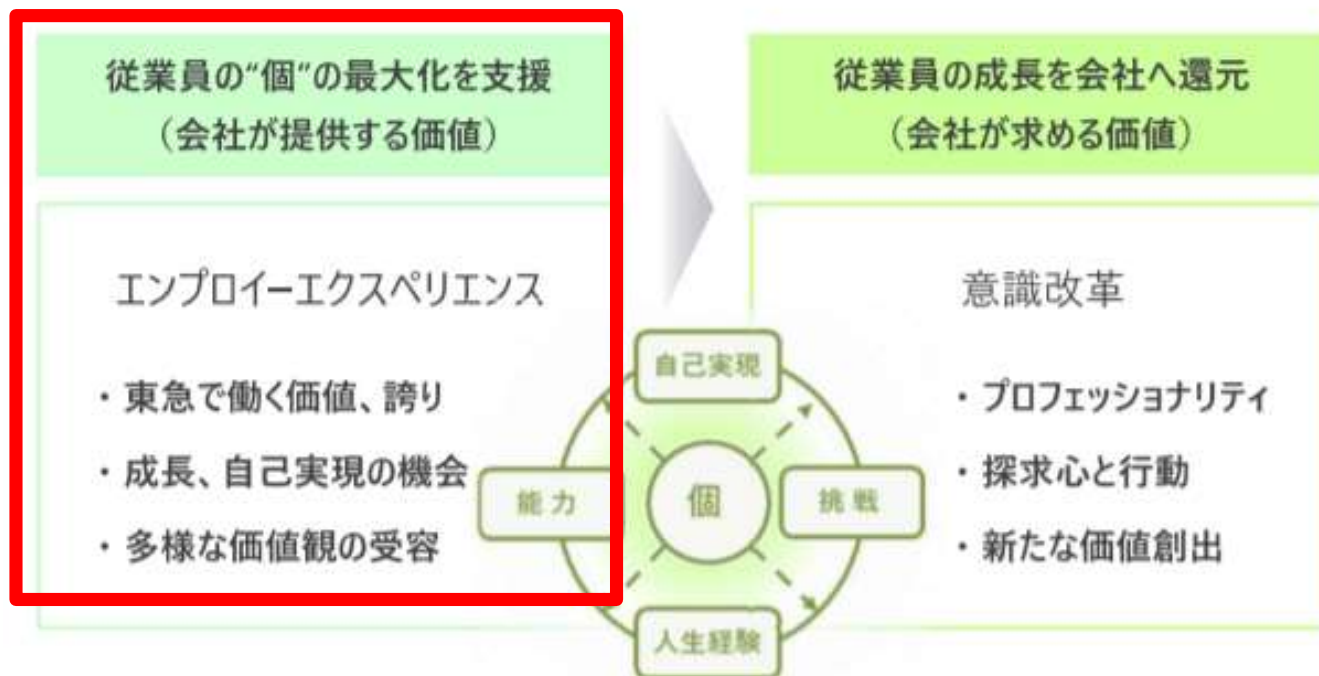 従業員の“個”の最大化を支援
（会社が提供する価値）
エンプロイーエクスペリエンス
・東急で働く価値、誇り
・成長、自己実現の機会
・多様な価値観の受容
従業員の成長を会社へ還元
（会社が求める価値）
意識改革
・プロフェッショナリティ
・探求心と行動
・新たな価値創出
自己実現
能力
個
挑戦
人生経験